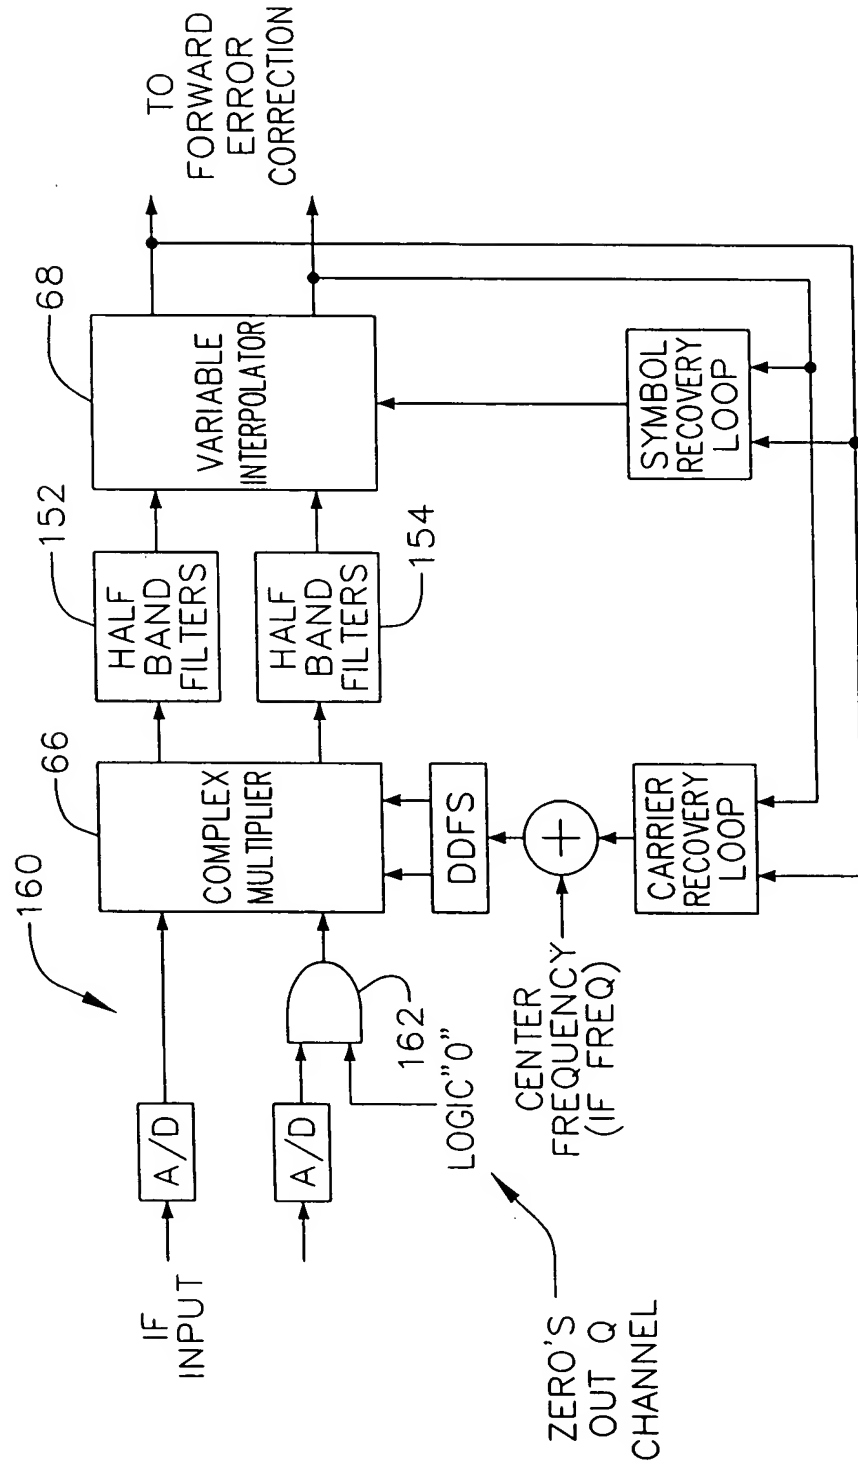 160
66
152
68
IF
INPUT
A/D
COMPLEX
MULTIPLIER
HALF
BAND
FILTERS
VARIABLE
INTERPOLATOR
TO
FORWARD
ERROR
CORRECTION
A/D
162
HALF
BAND
FILTERS
154
LOGIC"0"
ZERO'S
OUT Q
CHANNEL
DDFS
+
CENTER
FREQUENCY
(IF FREQ)
CARRIER
RECOVERY
LOOP
SYMBOL
RECOVERY
LOOP